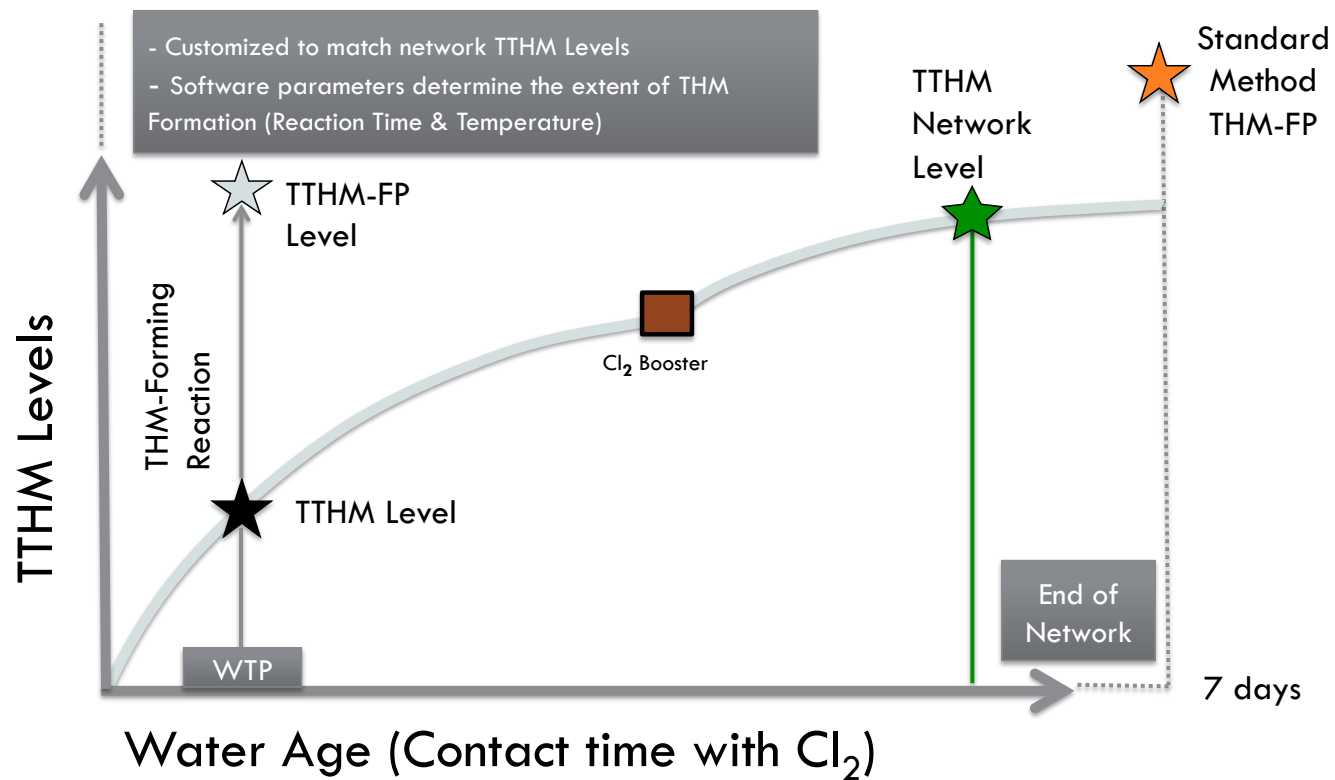 - Customized to match network TTHM Levels
- Software parameters determine the extent of THM
Formation (Reaction Time & Temperature)
Standard
Method
THM-FP
TTHM
Network
Level
TTHM-FP
Level
THM-Forming
Reaction
Cl₂ Booster
TTHM Level
TTHM Levels
End of
Network
WTP
7 days
Water Age (Contact time with Cl₂)